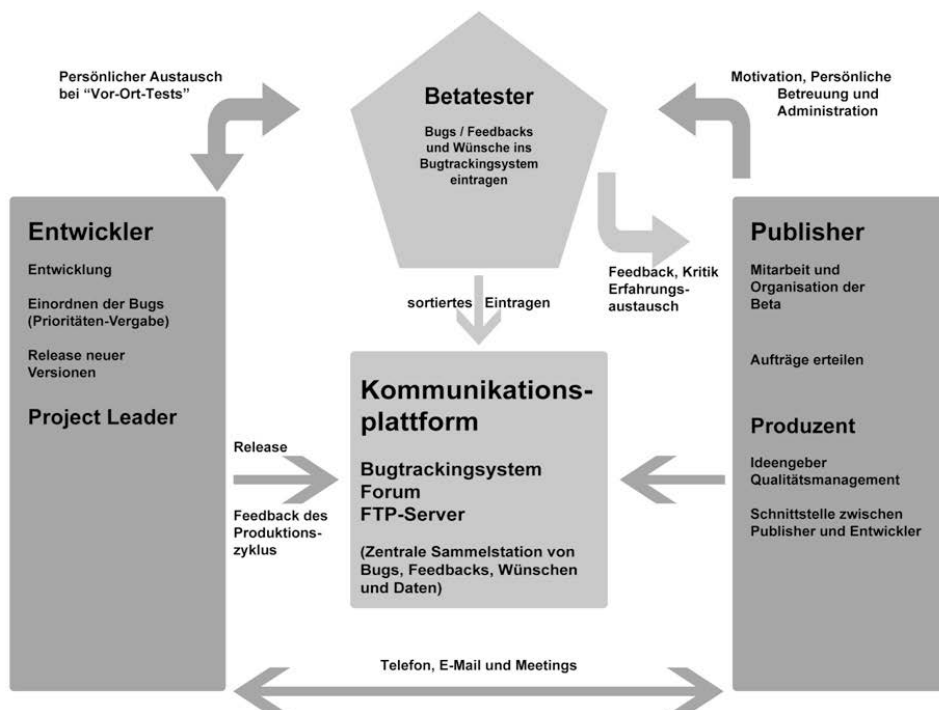 Persönlicher Austausch
bei “Vor-Ort-Tests”
Betatester
Bugs / Feedbacks
und Wünsche ins
Bugtrackingsystem
eintragen
Motivation, Persönliche
Betreuung und
Administration
Entwickler
Entwicklung
Einordnen der Bugs
(Prioritäten-Vergabe)
Release neuer
Versionen
Project Leader
sortiertes Eintragen
Feedback, Kritik
Erfahrungs-
austausch
Publisher
Mitarbeit und
Organisation der
Beta
Aufträge erteilen
Produzent
Ideengeber
Qualitätsmanagement
Schnittstelle zwischen
Publisher und Entwickler
Release
Feedback des
Produktions-
zyklus
Kommunikations-
plattform
Bugtrackingsystem
Forum
FTP-Server
(Zentrale Sammelstation von
Bugs, Feedbacks, Wünschen
und Daten)
Telefon, E-Mail und Meetings